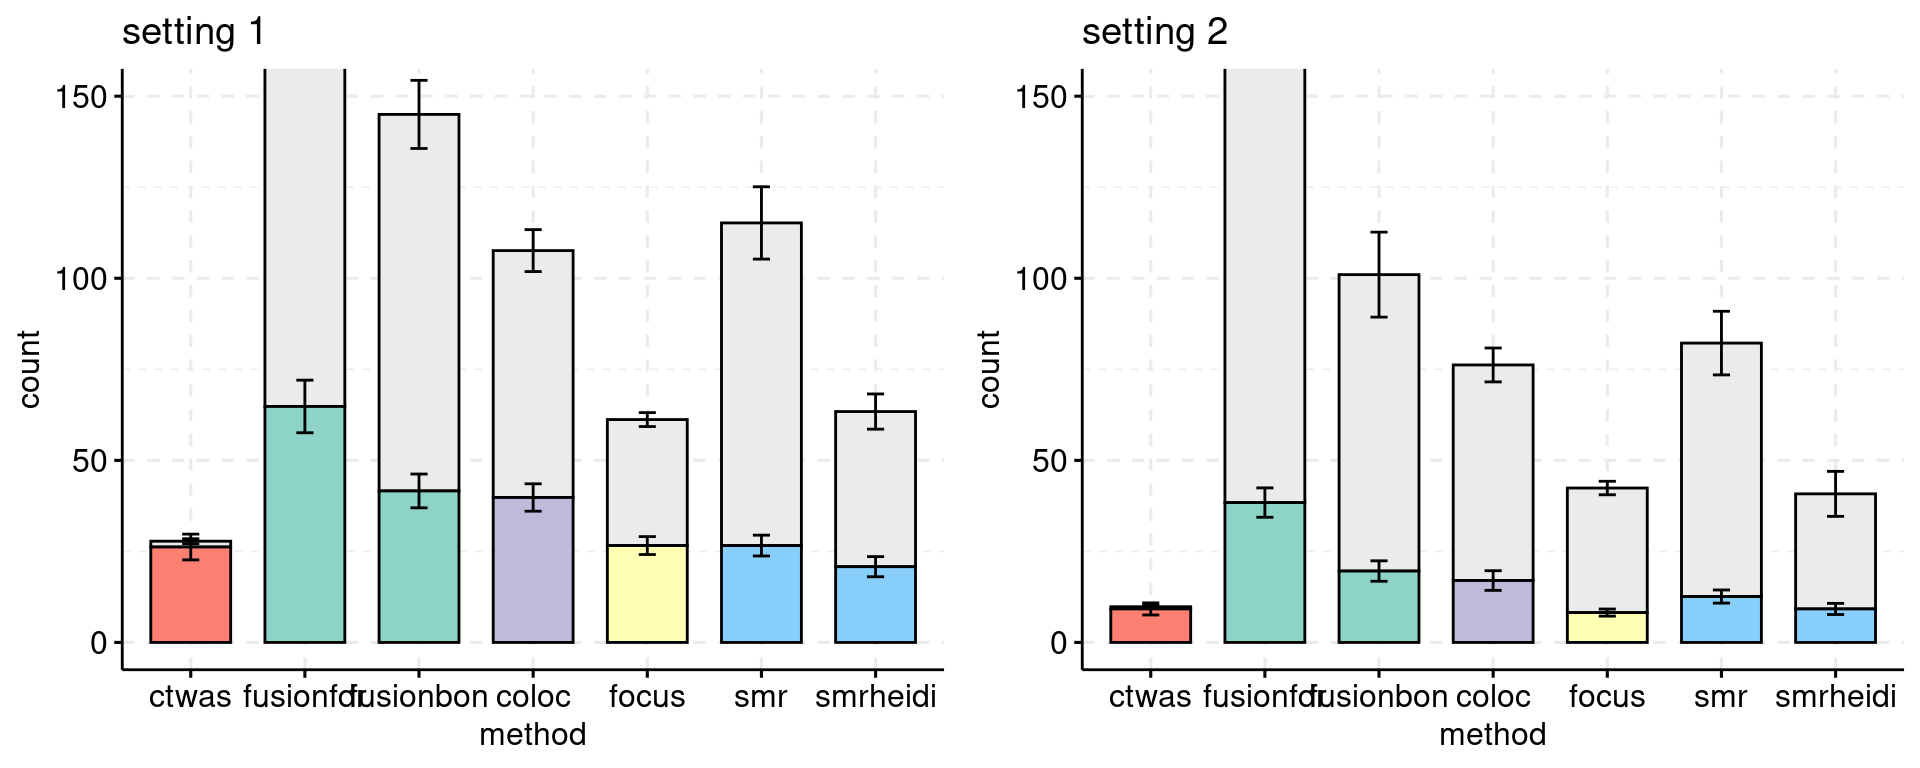 setting 1
150
100
50
0
count
ctwas fusionfdr fusionbon coloc focus smr smrheidi
method
setting 2
150
100
50
0
count
ctwas fusionfdr fusionbon coloc focus smr smrheidi
method